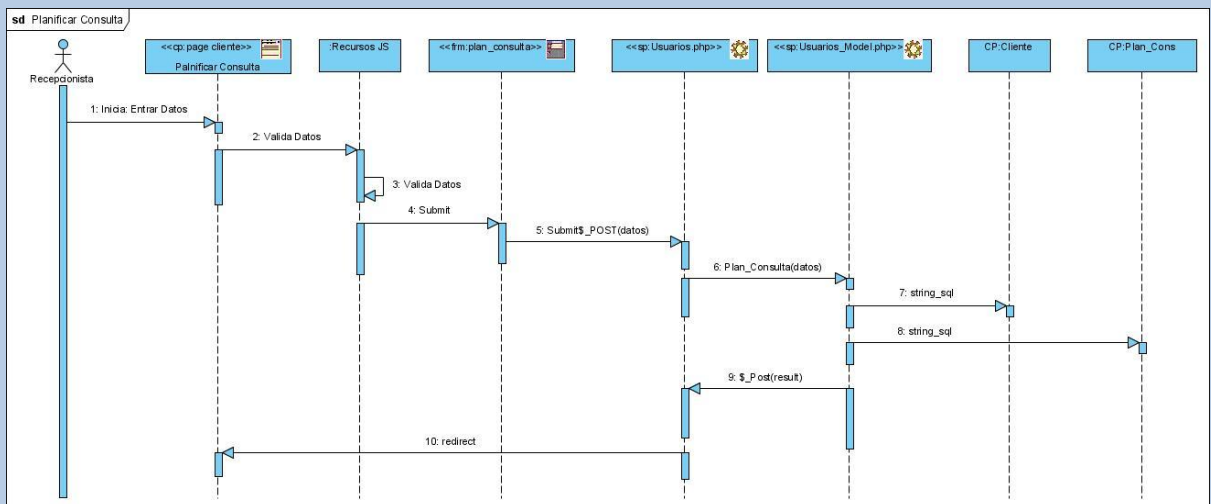 sd Planificar Consulta
Recepcionista
<<cp:page cliente>>
Palnificar Consulta
:Recursos JS
<<frm:plan_consulta>>
<<sp:Usuarios.php>>
<<sp:Usuarios_Model.php>>
CP:Cliente
CP:Plan_Cons
1: Inicia: Entrar Datos
2: Valida Datos
3: Valida Datos
4: Submit
5: Submit$_POST(datos)
6: Plan_Consulta(datos)
7: string_sql
8: string_sql
9: $_Post(result)
10: redirect